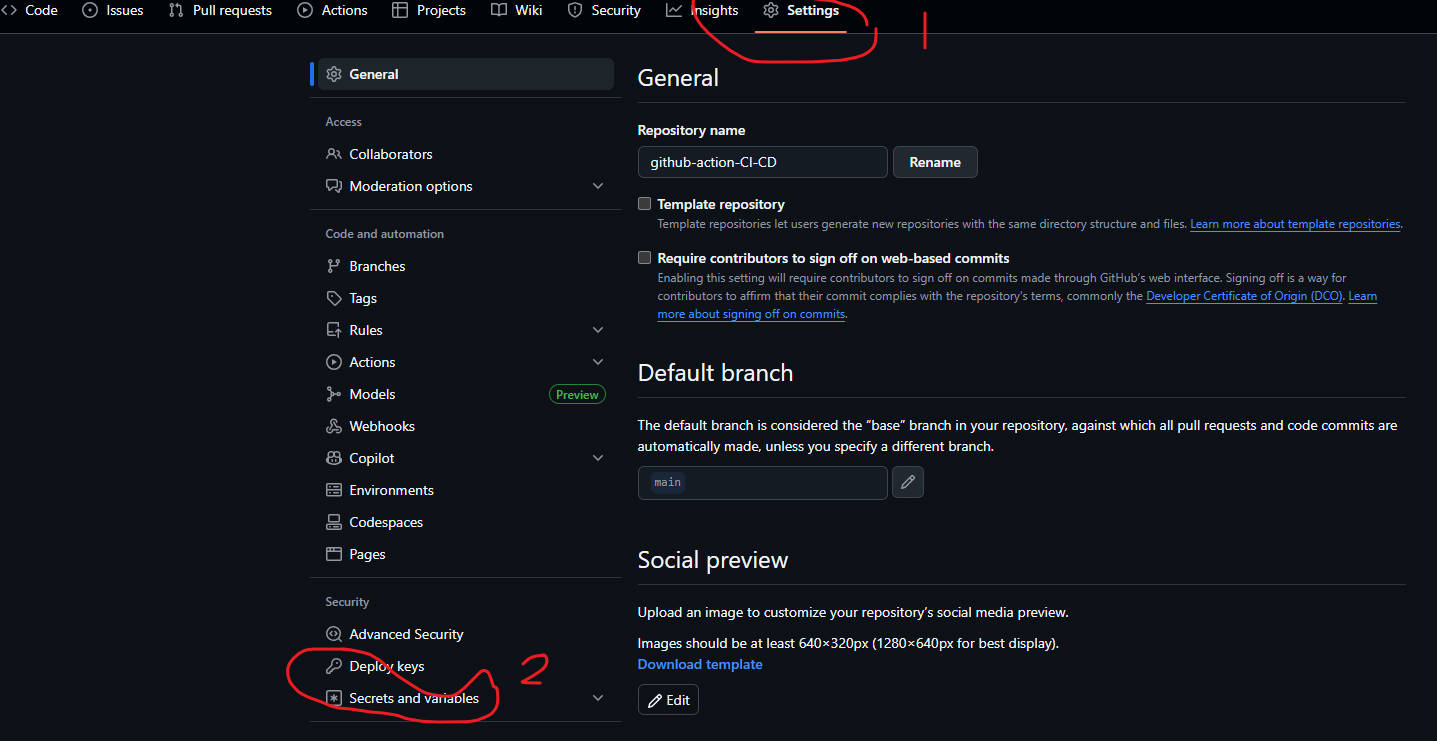 Code Issues Pull requests Actions Projects Wiki Security Insights Settings 1
General
Access
Collaborators
Moderation options
Code and automation
Branches
Tags
Rules
Actions
Models Preview
Webhooks
Copilot
Environments
Codespaces
Pages
Security
Advanced Security
Deploy keys
Secrets and variables
2
General
Repository name
github-action-CI-CD Rename
Template repository
Template repositories let users generate new repositories with the same directory structure and files. Learn more about template repositories.
Require contributors to sign off on web-based commits
Enabling this setting will require contributors to sign off on commits made through GitHub's web interface. Signing off is a way for
contributors to affirm that their commit complies with the repository's terms, commonly the Developer Certificate of Origin (DCO). Learn
more about signing off on commits.
Default branch
The default branch is considered the “base” branch in your repository, against which all pull requests and code commits are
automatically made, unless you specify a different branch.
main
Social preview
Upload an image to customize your repository's social media preview.
Images should be at least 640×320px (1280×640px for best display).
Download template
Edit